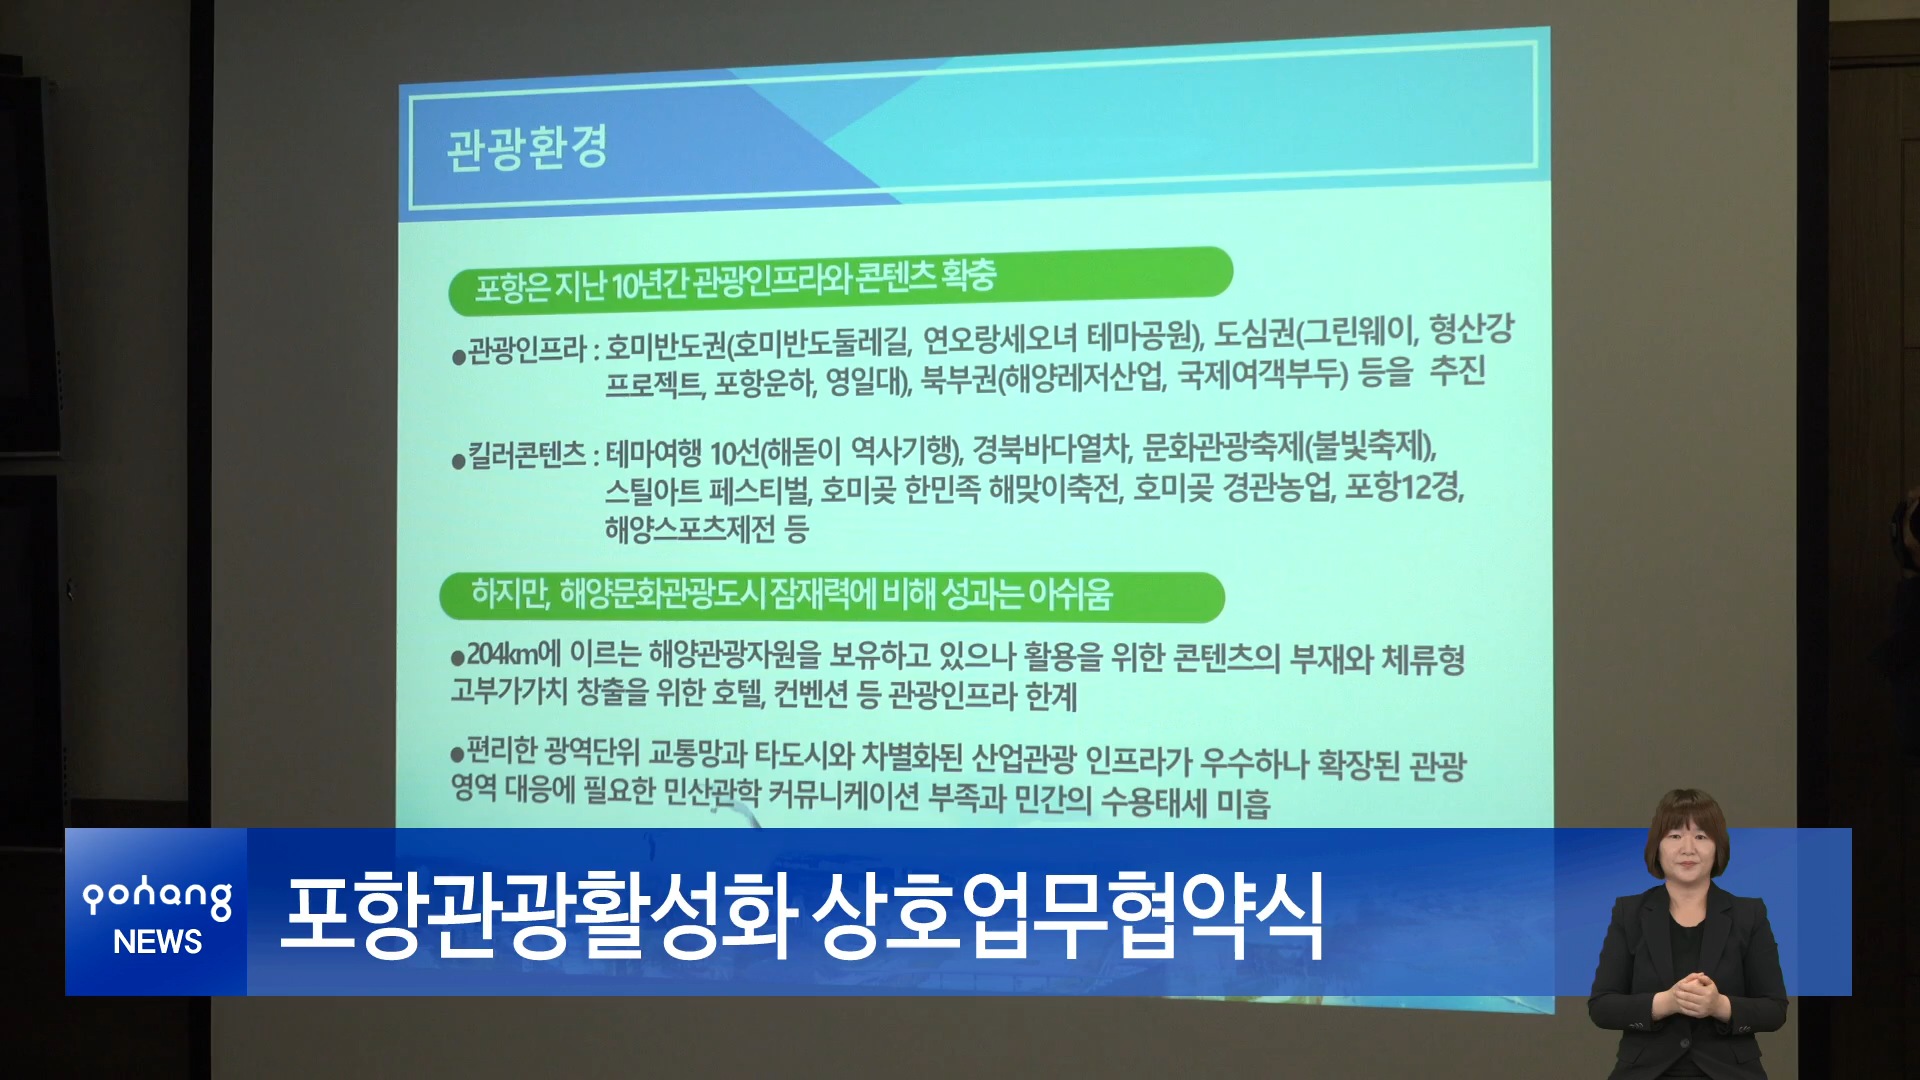 관광환경
포항은 지난 10년간 관광인프라와 콘텐츠 확충
●관광인프라 : 호미반도권(호미반도둘레길, 연오랑세오녀 테마공원), 도심권(그린웨이, 형산강
프로젝트, 포항운하, 영일대), 북부권(해양레저산업, 국제여객부두) 등을 추진
●킬러콘텐츠 : 테마여행 10선(해돋이 역사기행), 경북바다열차, 문화관광축제(불빛축제),
스틸아트 페스티벌, 호미곶 한민족 해맞이축전, 호미곶 경관농업, 포항12경,
해양스포츠제전 등
하지만, 해양문화관광도시 잠재력에 비해 성과는 아쉬움
●204km에 이르는 해양관광자원을 보유하고 있으나 활용을 위한 콘텐츠의 부재와 체류형
고부가가치 창출을 위한 호텔, 컨벤션 등 관광인프라 한계
●편리한 광역단위 교통망과 타도시와 차별화된 산업관광 인프라가 우수하나 확장된 관광
영역 대응에 필요한 민산관학 커뮤니케이션 부족과 민간의 수용태세 미흡
pohang
NEWS
포항관광활성화 상호업무협약식